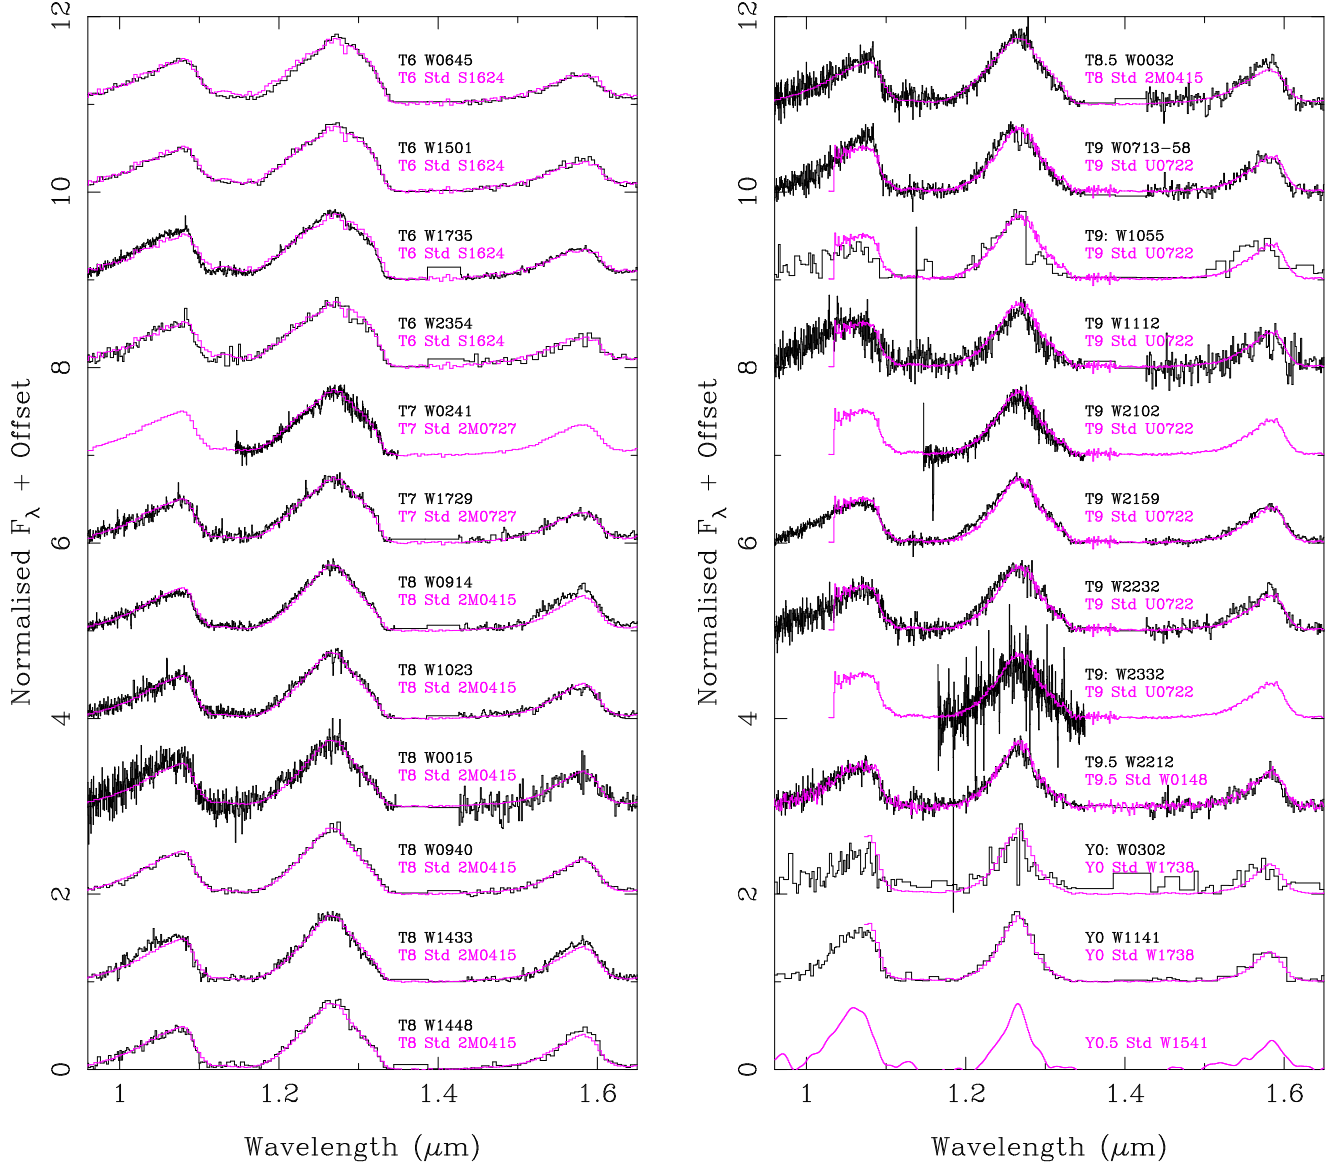 12
10
8
6
4
2
0
Normalised Fλ + Offset
T6 W0645
T6 Std S1624
T6 W1501
T6 Std S1624
T6 W1735
T6 Std S1624
T6 W2354
T6 Std S1624
T7 W0241
T7 Std 2M0727
T7 W1729
T7 Std 2M0727
T8 W0914
T8 Std 2M0415
T8 W1023
T8 Std 2M0415
T8 W0015
T8 Std 2M0415
T8 W0940
T8 Std 2M0415
T8 W1433
T8 Std 2M0415
T8 W1448
T8 Std 2M0415
1 1.2 1.4 1.6
Wavelength (μm)
12
10
8
6
4
2
0
Normalised Fλ + Offset
T8.5 W0032
T8 Std 2M0415
T9 W0713-58
T9 Std U0722
T9: W1055
T9 Std U0722
T9 W1112
T9 Std U0722
T9 W2102
T9 Std U0722
T9 W2159
T9 Std U0722
T9 W2232
T9 Std U0722
T9: W2332
T9 Std U0722
T9.5 W2212
T9.5 Std W0148
Y0: W0302
Y0 Std W1738
Y0 W1141
Y0 Std W1738
Y0.5 Std W1541
1 1.2 1.4 1.6
Wavelength (μm)